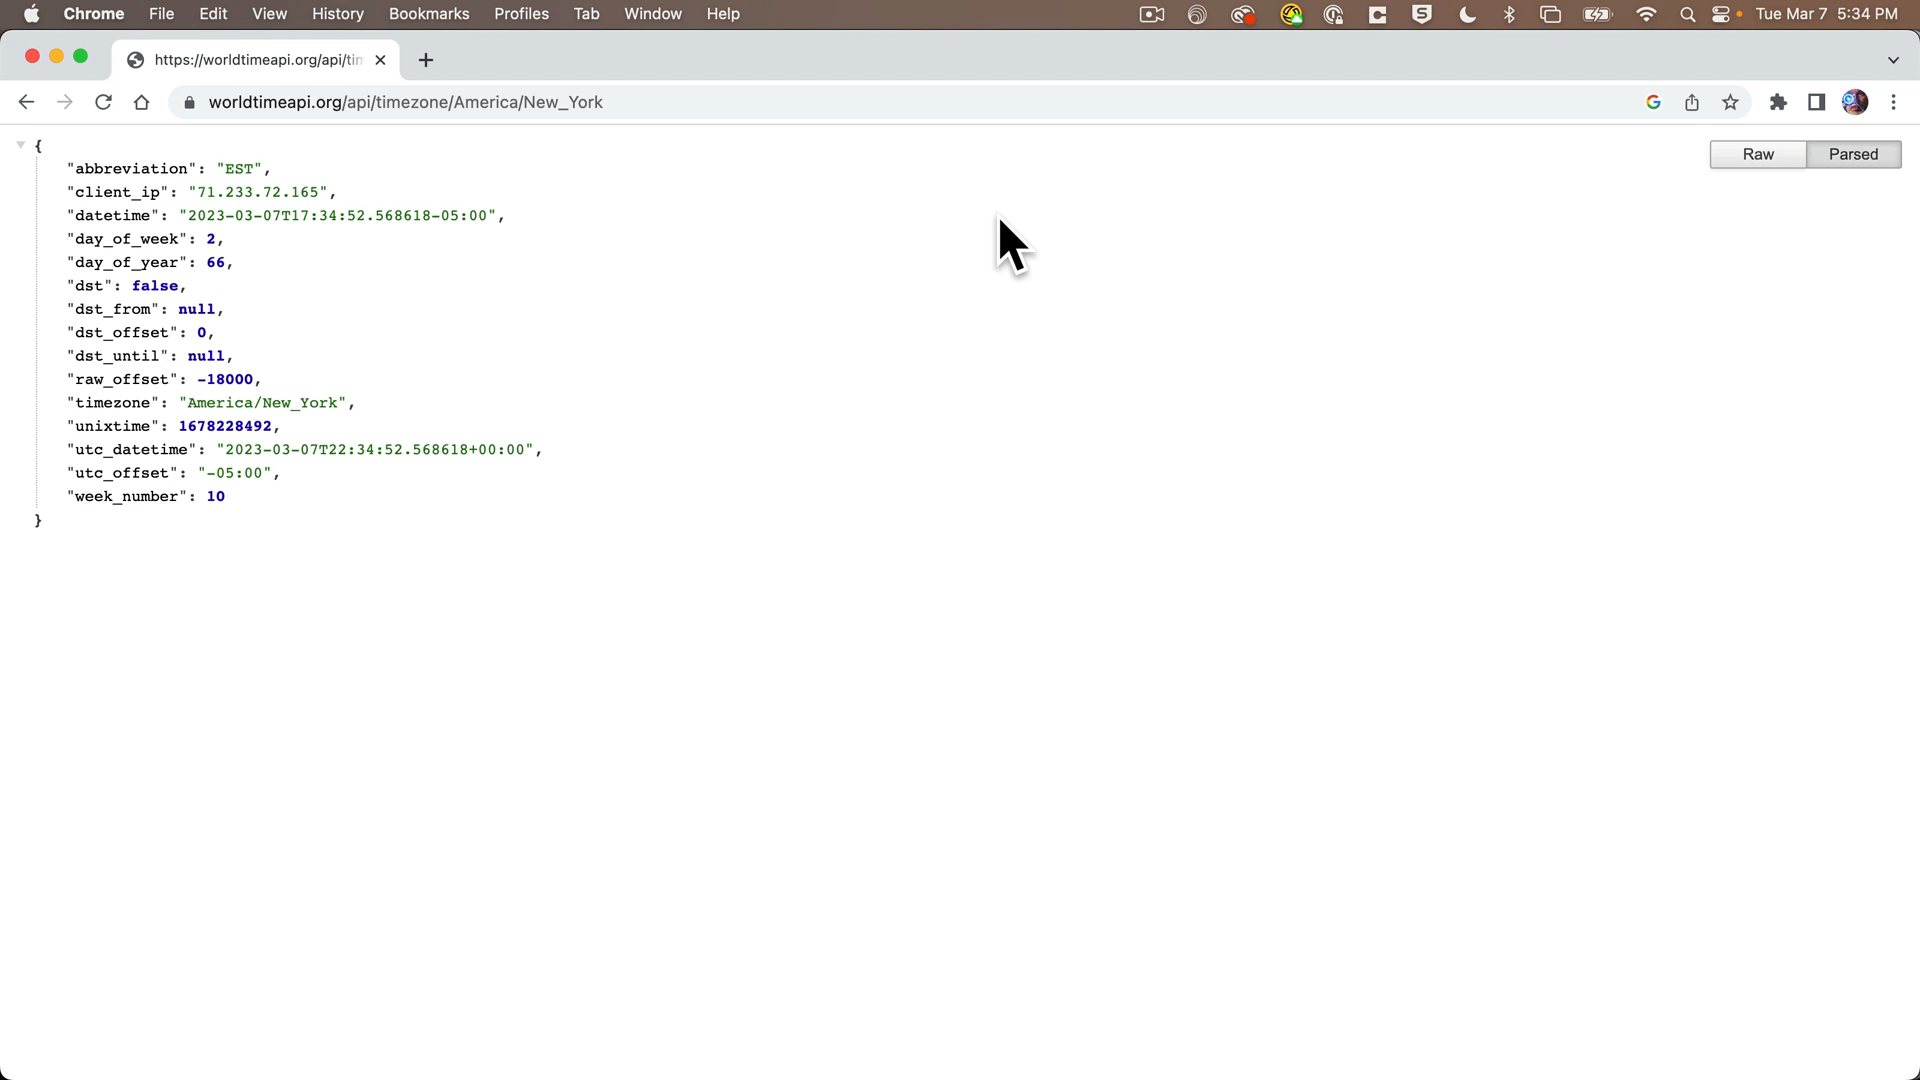 Chrome File Edit View History Bookmarks Profiles Tab Window Help Tue Mar 7 5:34 PM
https://worldtimeapi.org/api/tim
worldtimeapi.org/api/timezone/America/New_York
Raw Parsed
{
"abbreviation": "EST",
"client_ip": "71.233.72.165",
"datetime": "2023-03-07T17:34:52.568618-05:00",
"day_of_week": 2,
"day_of_year": 66,
"dst": false,
"dst_from": null,
"dst_offset": 0,
"dst_until": null,
"raw_offset": -18000,
"timezone": "America/New_York",
"unixtime": 1678228492,
"utc_datetime": "2023-03-07T22:34:52.568618+00:00",
"utc_offset": "-05:00",
"week_number": 10
}